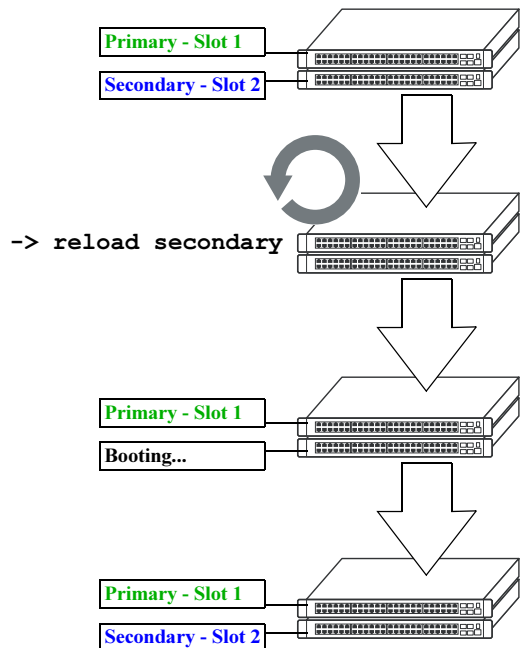 Primary - Slot 1
Secondary - Slot 2
-> reload secondary
Primary - Slot 1
Booting...
Primary - Slot 1
Secondary - Slot 2